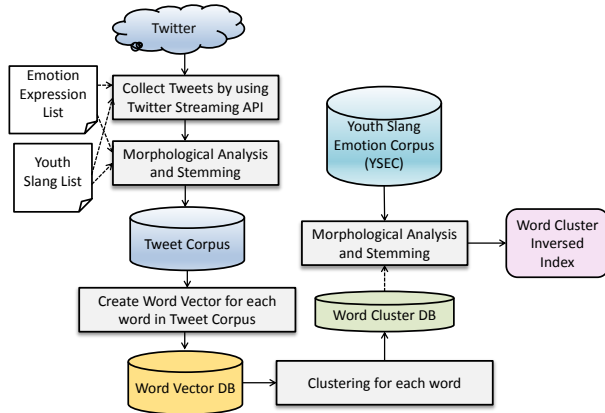 Twitter
Emotion
Expression
List
Collect Tweets by using
Twitter Streaming API
Youth
Slang List
Morphological Analysis
and Stemming
Tweet Corpus
Create Word Vector for each
word in Tweet Corpus
Word Vector DB
Clustering for each word
Word Cluster DB
Youth Slang
Emotion Corpus
(YSEC)
Morphological Analysis
and Stemming
Word Cluster
Inversed
Index